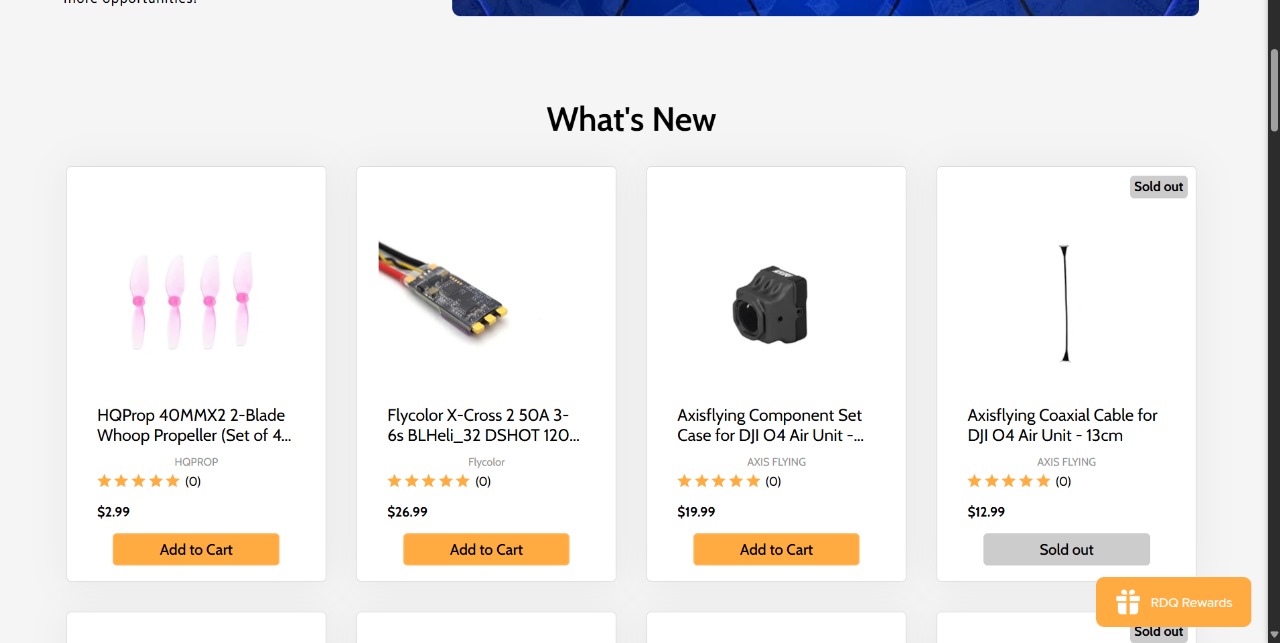 more opportunities!
What's New
Sold out
HQProp 40MMX2 2-Blade
Whoop Propeller (Set of 4...
HQPROP
(0)
$2.99
Add to Cart
Flycolor X-Cross 2 50A 3-
6s BLHeli_32 DSHOT 120...
Flycolor
(0)
$26.99
Add to Cart
Axisflying Component Set
Case for DJI O4 Air Unit -...
AXIS FLYING
(0)
$19.99
Add to Cart
Axisflying Coaxial Cable for
DJI O4 Air Unit - 13cm
AXIS FLYING
(0)
$12.99
Sold out
RDQ Rewards
Sold out